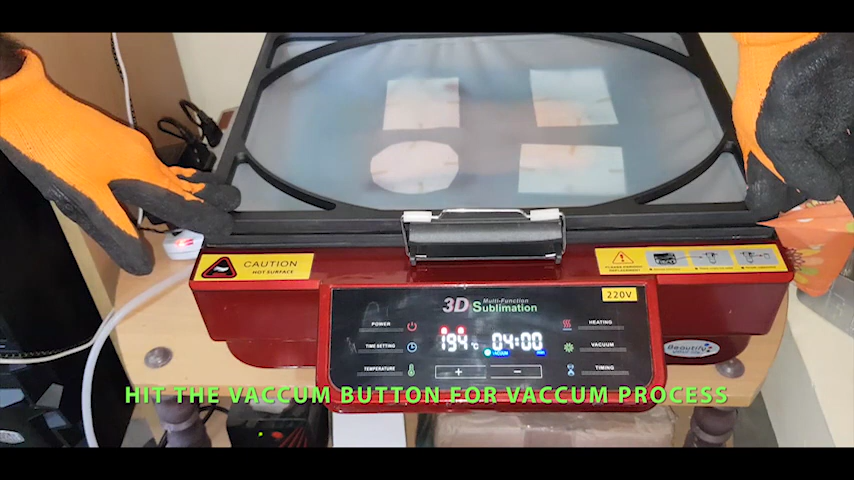 CAUTION
HOT SURFACE
220V
3D Multi-Function
Sublimation
POWER
HEATING
194 °C 04:00
TIME SETTING
VACUUM
VACUUM
TEMPERATURE
+ −
TIMING
HIT THE VACCUM BUTTON FOR VACCUM PROCESS